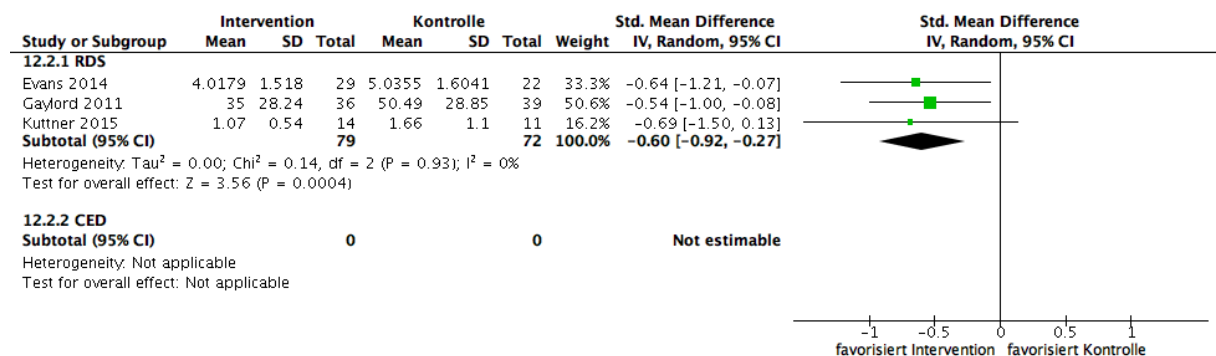 Intervention Kontrolle Std. Mean Difference Std. Mean Difference
Study or Subgroup Mean SD Total Mean SD Total Weight IV, Random, 95% CI IV, Random, 95% CI
12.2.1 RDS
Evans 2014 4.0179 1.518 29 5.0355 1.6041 22 33.3% -0.64 [-1.21, -0.07]
Gaylord 2011 35 28.24 36 50.49 28.85 39 50.6% -0.54 [-1.00, -0.08]
Kuttner 2015 1.07 0.54 14 1.66 1.1 11 16.2% -0.69 [-1.50, 0.13]
Subtotal (95% CI) 79 72 100.0% -0.60 [-0.92, -0.27]
Heterogeneity: Tau² = 0.00; Chi² = 0.14, df = 2 (P = 0.93); I² = 0%
Test for overall effect: Z = 3.56 (P = 0.0004)
12.2.2 CED
Subtotal (95% CI) 0 0 Not estimable
Heterogeneity: Not applicable
Test for overall effect: Not applicable
-1 -0.5 0 0.5 1
favorisiert Intervention favorisiert Kontrolle